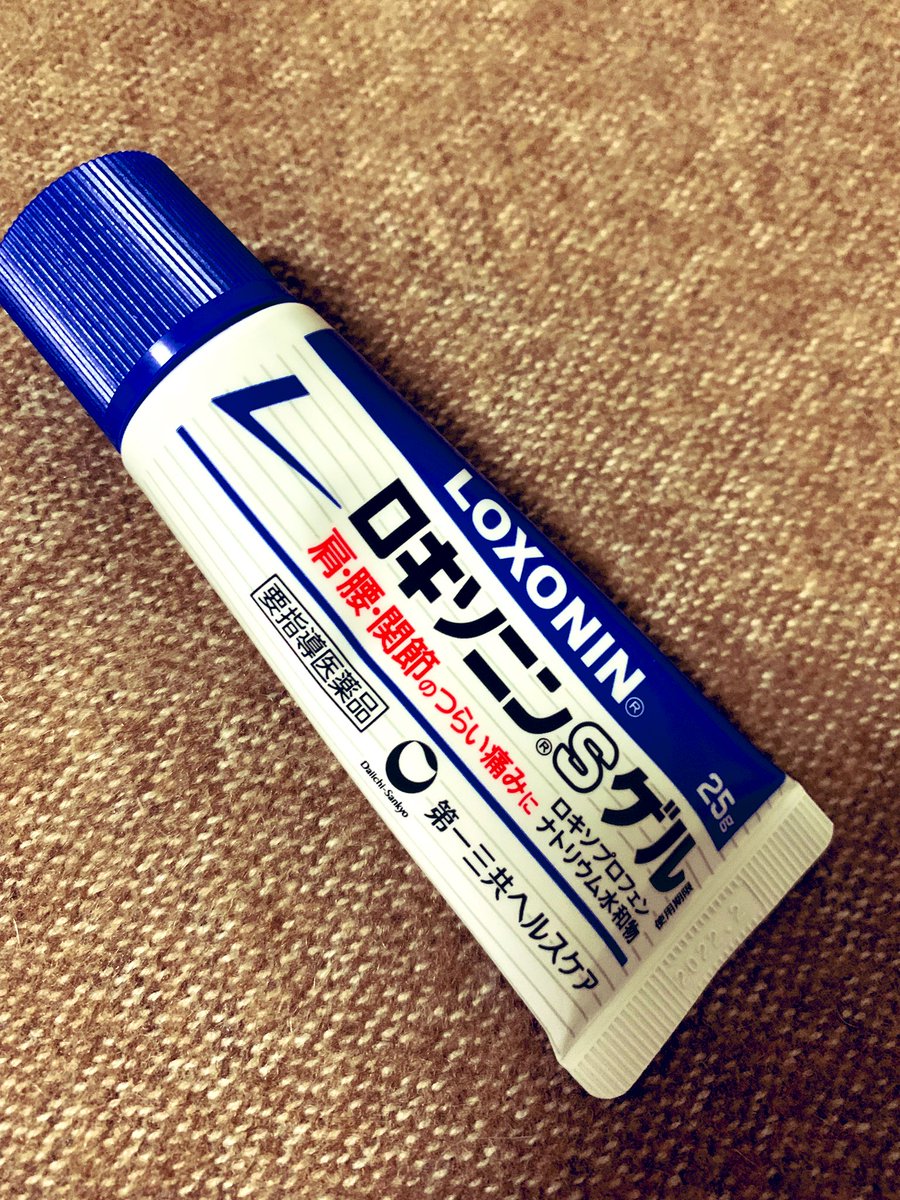 LOXONIN®
25g
ロキソニン®Sゲル
肩・腰・関節のつらい痛みに
ロキソプロフェン
ナトリウム水和物
要指導医薬品
Daiichi-Sankyo
第一三共ヘルスケア
使用期限
2022.2